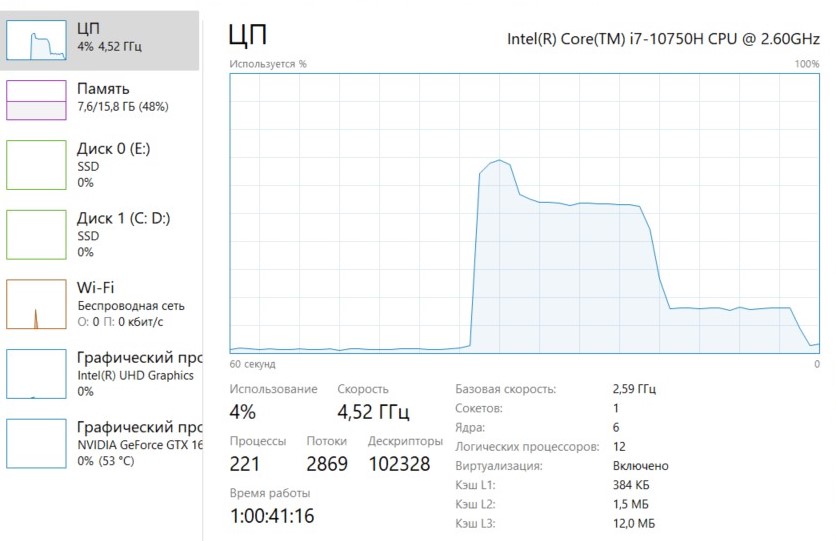 ЦП
4% 4,52 ГГц
Память
7,6/15,8 ГБ (48%)
Диск 0 (E:)
SSD
0%
Диск 1 (C: D:)
SSD
0%
Wi-Fi
Беспроводная сеть
О: 0 П: 0 кбит/с
Графический прс
Intel(R) UHD Graphics
0%
Графический прс
NVIDIA GeForce GTX 16
0% (53 °C)
ЦП
Intel(R) Core(TM) i7-10750H CPU @ 2.60GHz
Используется %
100%
60 секунд
0
Использование
4%
Скорость
4,52 ГГц
Процессы
221
Потоки
2869
Дескрипторы
102328
Время работы
1:00:41:16
Базовая скорость: 2,59 ГГц
Сокетов: 1
Ядра: 6
Логических процессоров: 12
Виртуализация: Включено
Кэш L1: 384 КБ
Кэш L2: 1,5 МБ
Кэш L3: 12,0 МБ